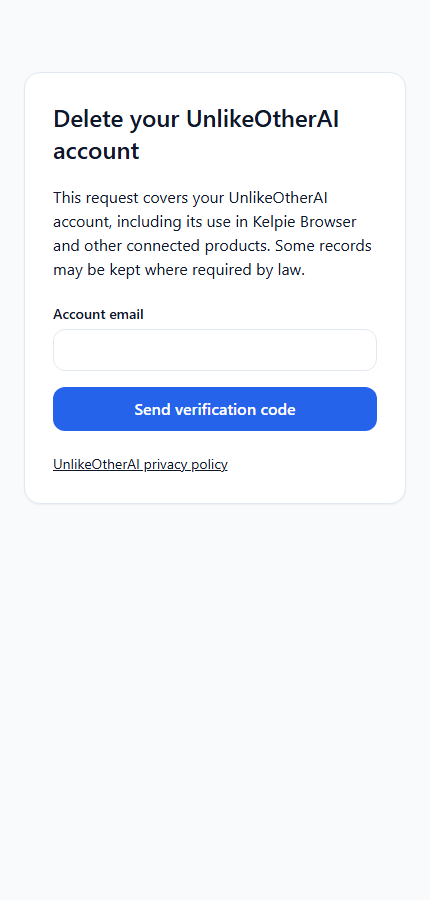 Delete your UnlikeOtherAI
account
This request covers your UnlikeOtherAI
account, including its use in Kelpie Browser
and other connected products. Some records
may be kept where required by law.
Account email
Send verification code
UnlikeOtherAI privacy policy